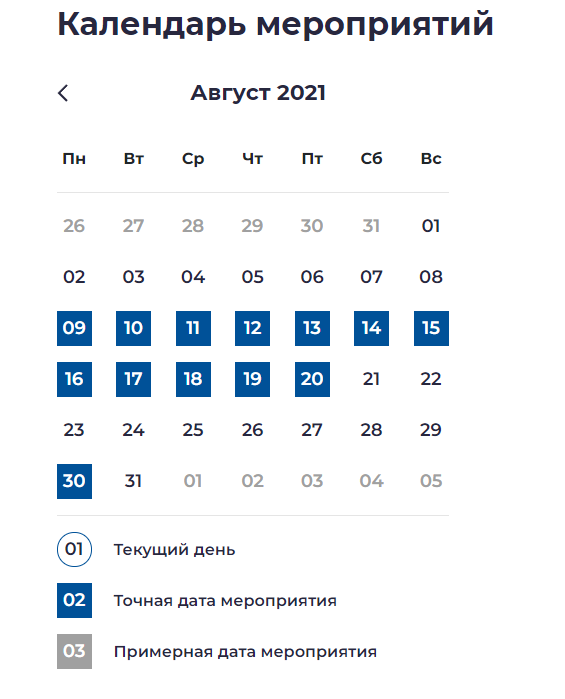 Календарь мероприятий
Август 2021
Пн Вт Ср Чт Пт Сб Вс
26 27 28 29 30 31 01
02 03 04 05 06 07 08
09 10 11 12 13 14 15
16 17 18 19 20 21 22
23 24 25 26 27 28 29
30 31 01 02 03 04 05
01 Текущий день
02 Точная дата мероприятия
03 Примерная дата мероприятия